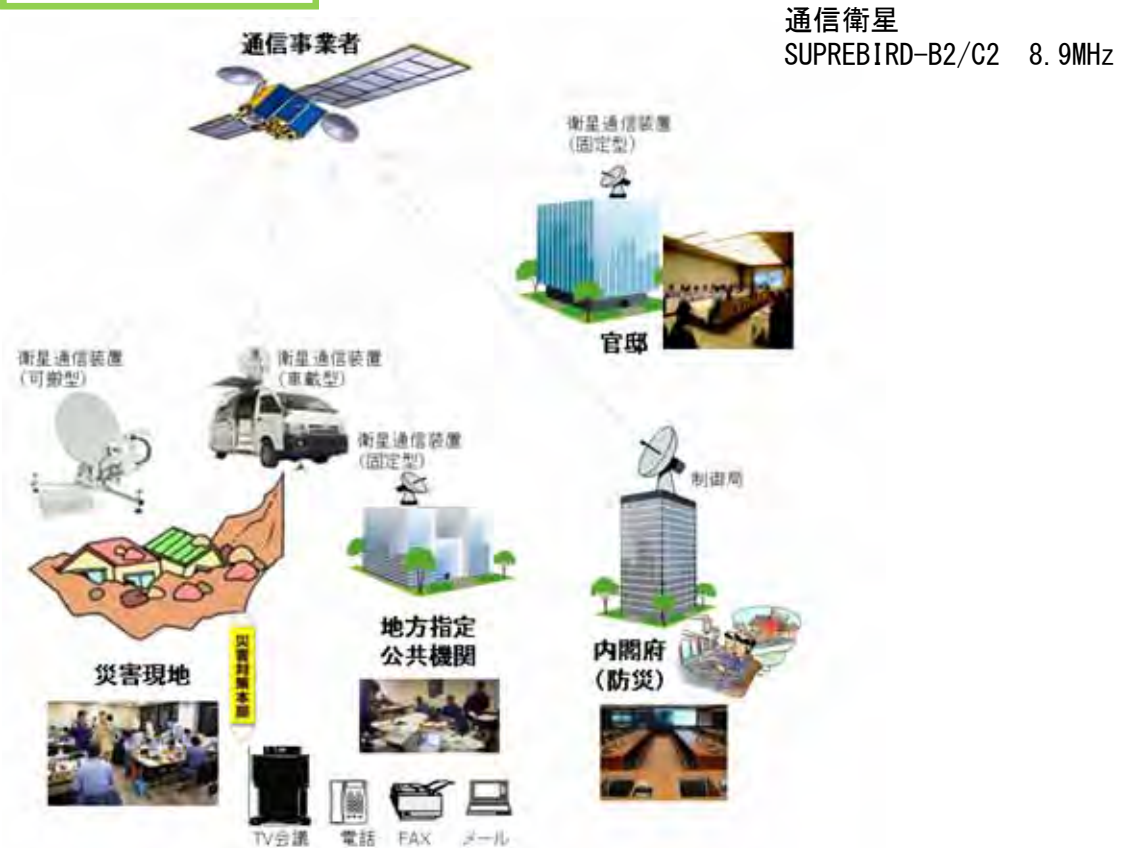 通信衛星
SUPREBIRD-B2/C2 8.9MHz
通信事業者
衛星通信装置
(固定型)
官邸
衛星通信装置
(可搬型)
衛星通信装置
(車載型)
衛星通信装置
(固定型)
制御局
地方指定
公共機関
内閣府
(防災)
災害現地
災害対策本部
TV会議
電話
FAX
メール